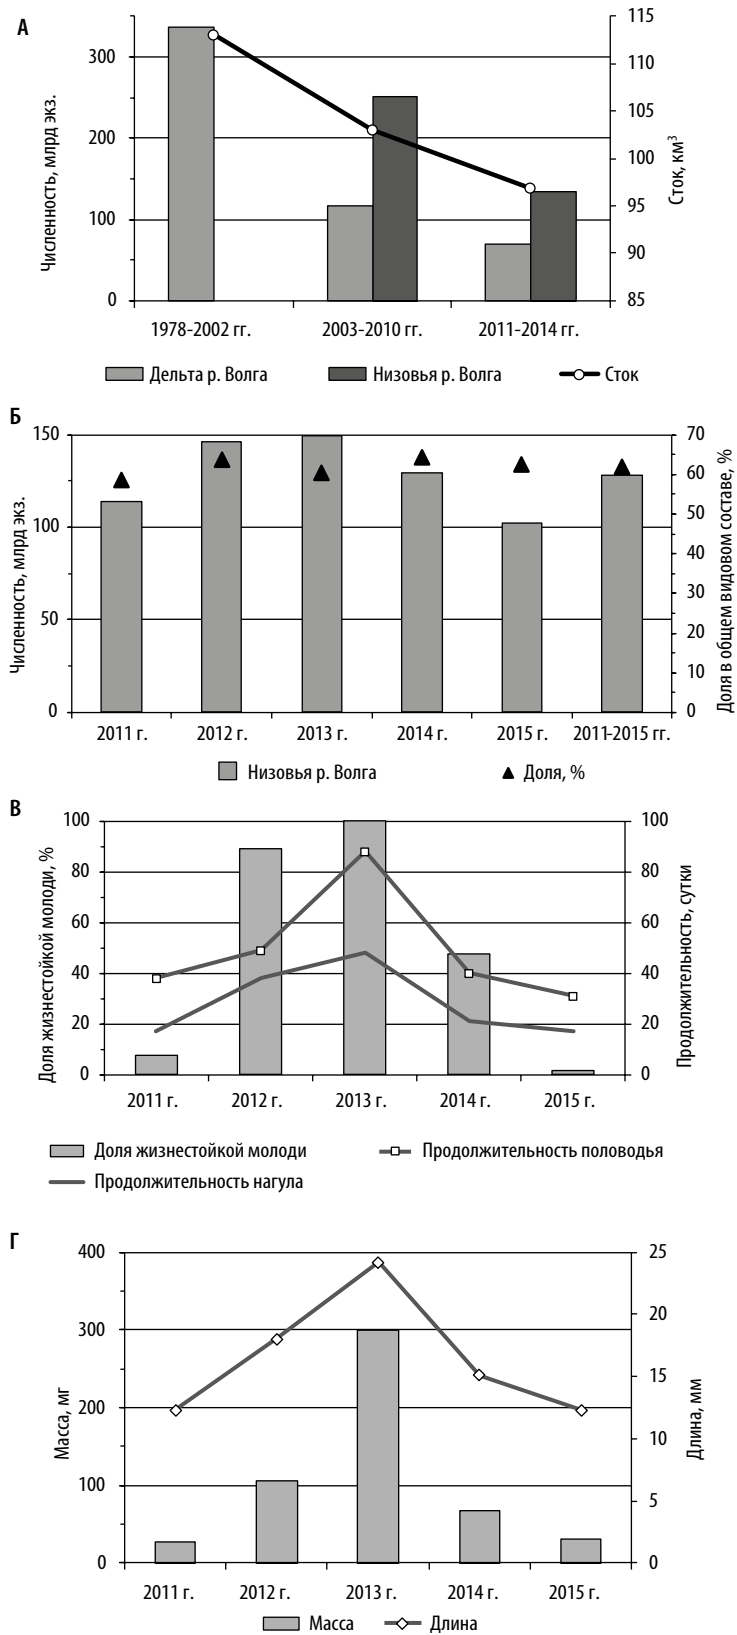 А
Численность, млрд экз.
300
200
100
0
115
110
105
100
95
90
85
Сток, км³
1978-2002 гг. 2003-2010 гг. 2011-2014 гг.
Дельта р. Волга Низовья р. Волга Сток
Б
Численность, млрд экз.
150
100
50
0
70
60
50
40
30
20
10
0
Доля в общем видовом составе, %
2011 г. 2012 г. 2013 г. 2014 г. 2015 г. 2011-2015 гг.
Низовья р. Волга Доля, %
В
Доля жизнестойкой молоди, %
100
80
60
40
20
0
100
80
60
40
20
0
Продолжительность, сутки
2011 г. 2012 г. 2013 г. 2014 г. 2015 г.
Доля жизнестойкой молоди Продолжительность половодья
Продолжительность нагула
Г
Масса, мг
400
300
200
100
0
25
20
15
10
5
0
Длина, мм
2011 г. 2012 г. 2013 г. 2014 г. 2015 г.
Масса Длина